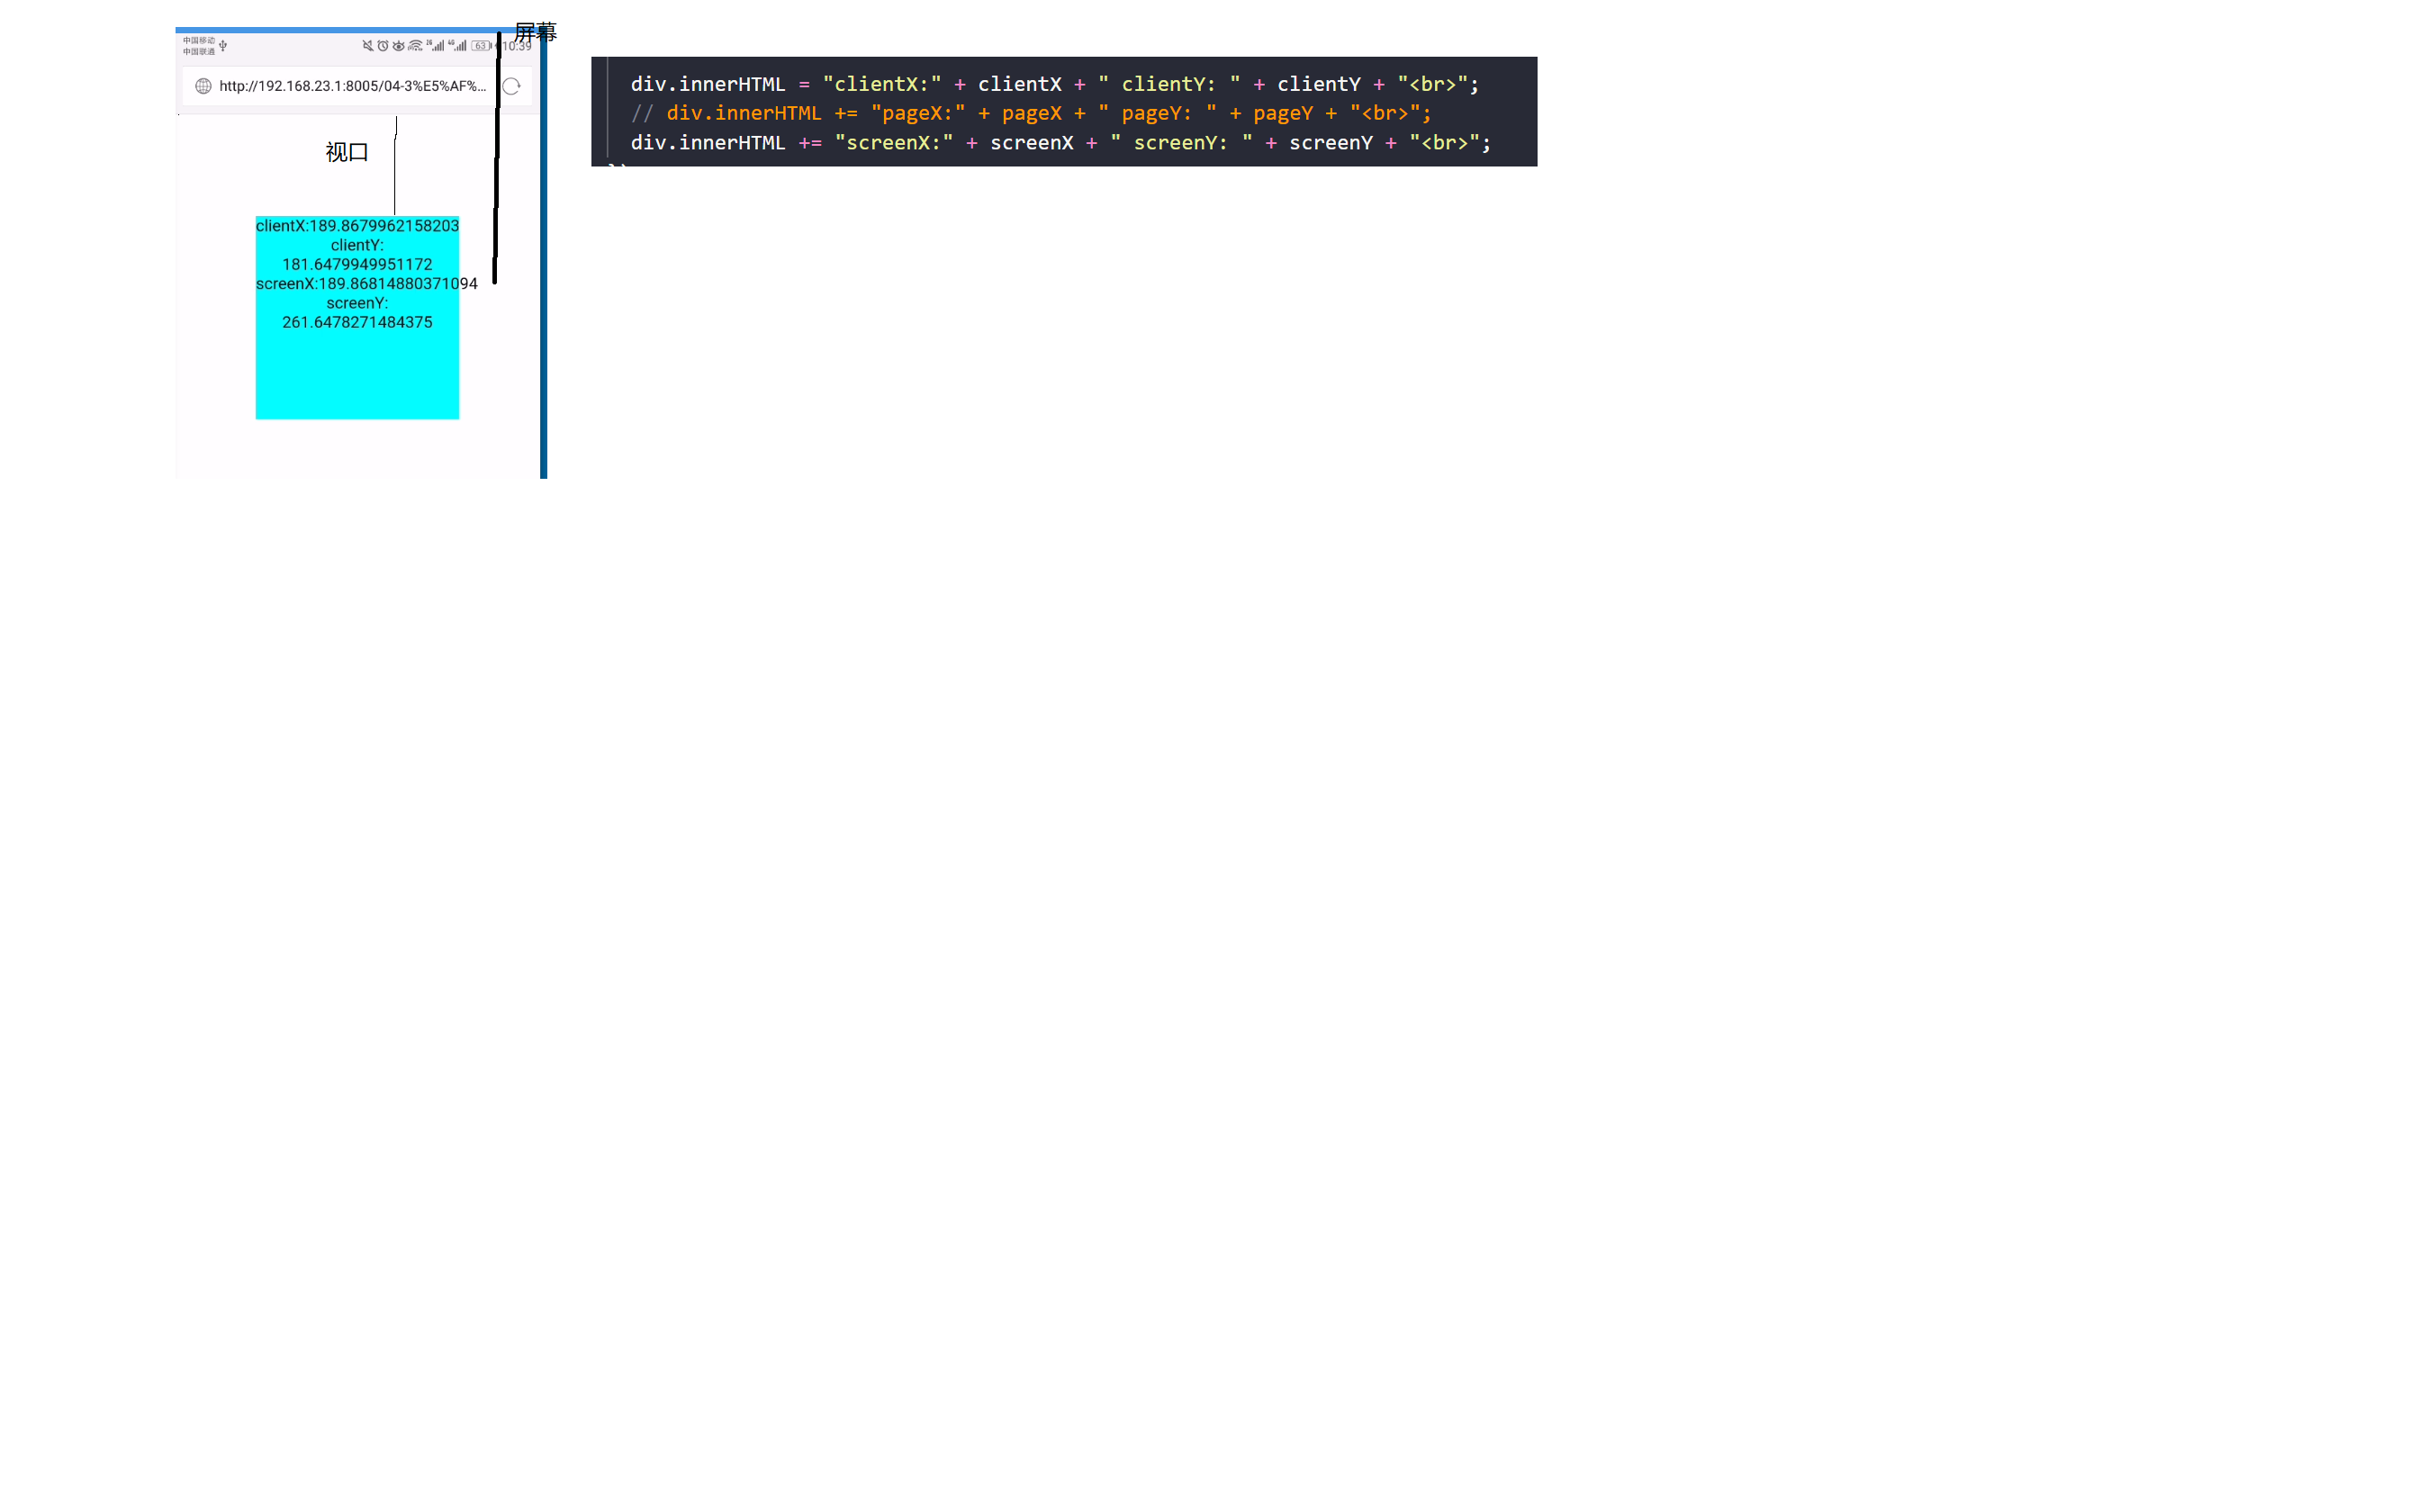 屏幕
中国移动
中国联通
26 46 63 10:39
http://192.168.23.1:8005/04-3%E5%AF%...
视口
clientX:189.8679962158203
clientY:
181.6479949951172
screenX:189.86814880371094
screenY:
261.6478271484375
div.innerHTML = "clientX:" + clientX + " clientY: " + clientY + "<br>";
// div.innerHTML += "pageX:" + pageX + " pageY: " + pageY + "<br>";
div.innerHTML += "screenX:" + screenX + " screenY: " + screenY + "<br>";